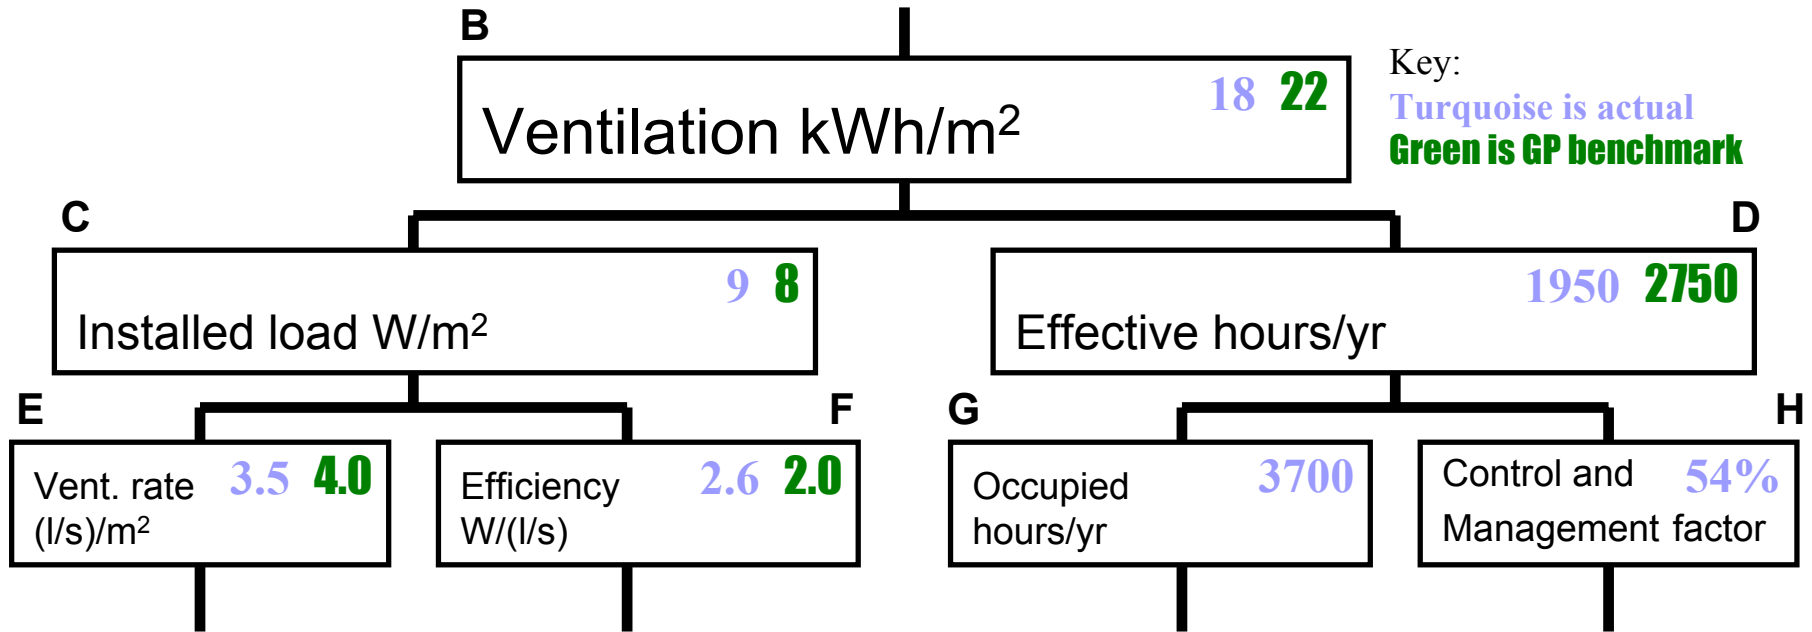 B
Ventilation kWh/m²
18 22
Key:
Turquoise is actual
Green is GP benchmark
C
Installed load W/m²
9 8
D
Effective hours/yr
1950 2750
E
Vent. rate 3.5 4.0
(l/s)/m²
F
Efficiency 2.6 2.0
W/(l/s)
G
Occupied 3700
hours/yr
H
Control and 54%
Management factor